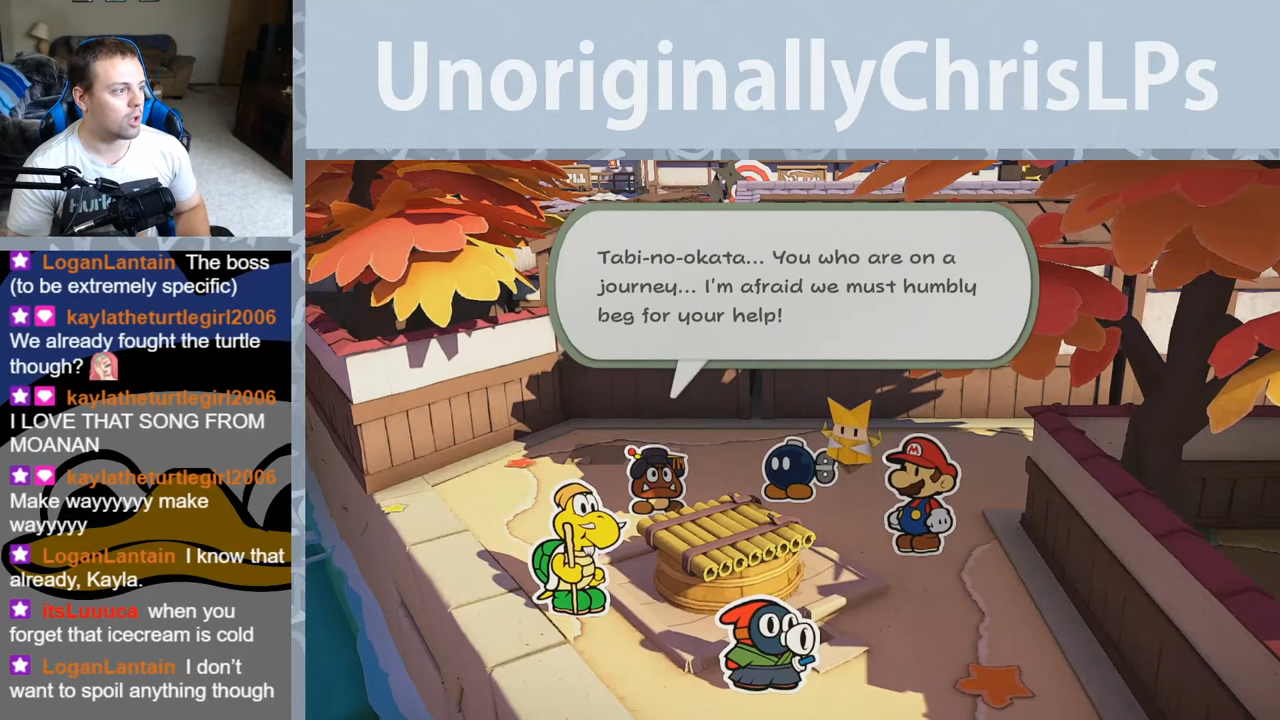 UnoriginallyChrisLPs
Tabi-no-okata... You who are on a
journey... I'm afraid we must humbly
beg for your help!
LoganLantain The boss
(to be extremely specific)
kaylatheturtlegirl2006
We already fought the turtle
though?
kaylatheturtlegirl2006
I LOVE THAT SONG FROM
MOANAN
kaylatheturtlegirl2006
Make wayyyyyy make
wayyyyy
LoganLantain I know that
already, Kayla.
itsLuuuca when you
forget that icecream is cold
LoganLantain I don't
want to spoil anything though